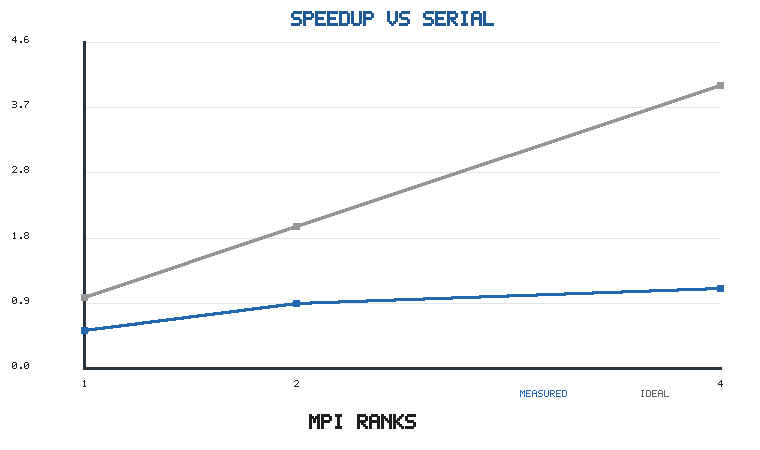 SPEEDUP VS SERIAL
4.6
3.7
2.8
1.8
0.9
0.0
1 2 4
MEASURED IDEAL
MPI RANKS